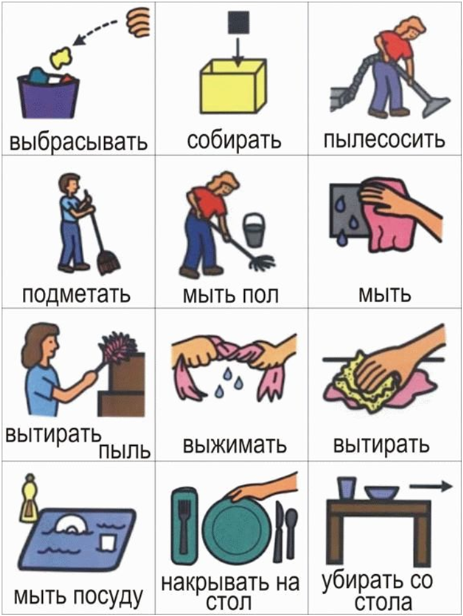 выбрасывать
собирать
пылесосить
подметать
мыть пол
мыть
вытирать
пыль
выжимать
вытирать
мыть посуду
накрывать на
стол
убирать со
стола